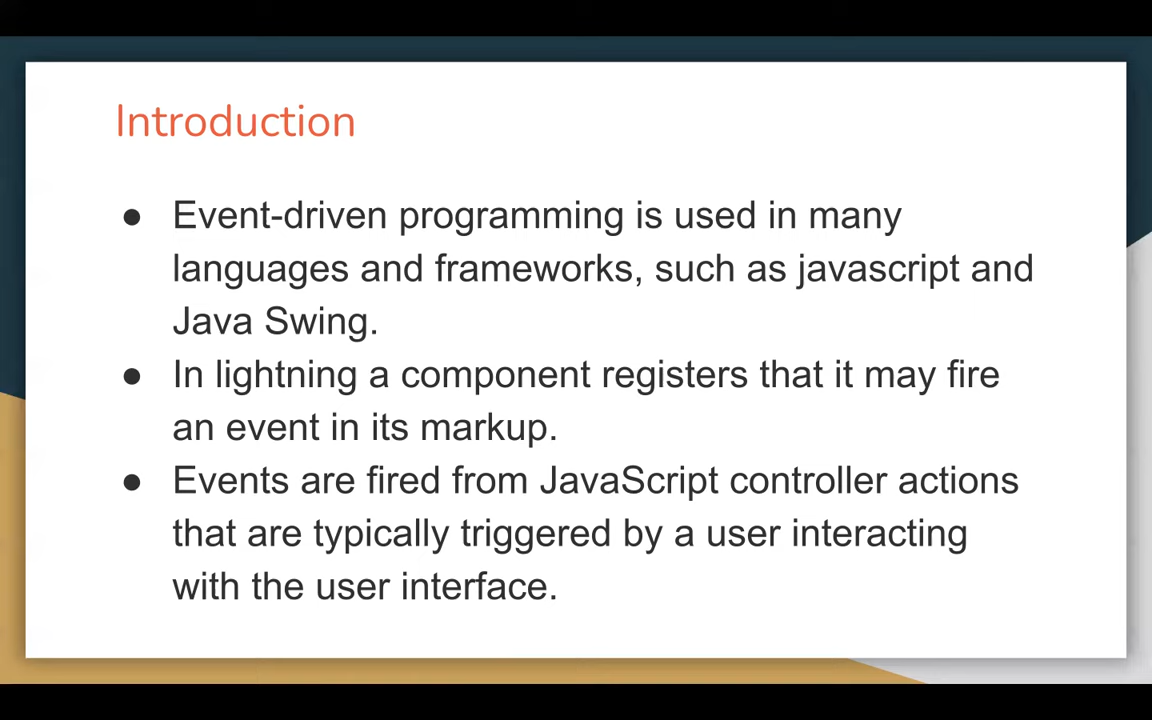 Introduction
● Event-driven programming is used in many
languages and frameworks, such as javascript and
Java Swing.
● In lightning a component registers that it may fire
an event in its markup.
● Events are fired from JavaScript controller actions
that are typically triggered by a user interacting
with the user interface.